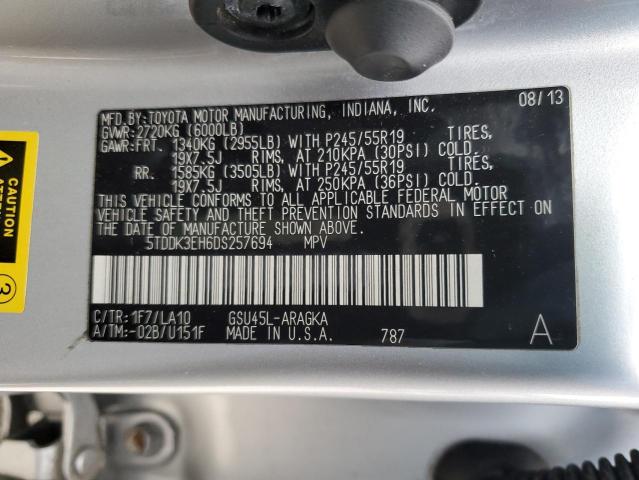 MFD.BY:TOYOTA MOTOR MANUFACTURING, INDIANA, INC. 08/13
GVWR:2720KG (6000LB)
GAWR:FRT. 1340KG (2955LB) WITH P245/55R19 TIRES,
19X7.5J RIMS, AT 210KPA (30PSI) COLD.
RR. 1585KG (3505LB) WITH P245/55R19 TIRES,
19X7.5J RIMS, AT 250KPA (36PSI) COLD.
THIS VEHICLE CONFORMS TO ALL APPLICABLE FEDERAL MOTOR
VEHICLE SAFETY AND THEFT PREVENTION STANDARDS IN EFFECT ON
THE DATE OF MANUFACTURE SHOWN ABOVE.
5TDDK3EH6DS257694 MPV
C/TR:1F7/LA10 GSU45L-ARAGKA
A/TM:-02B/U151F MADE IN U.S.A. 787 A
CAUTION
3